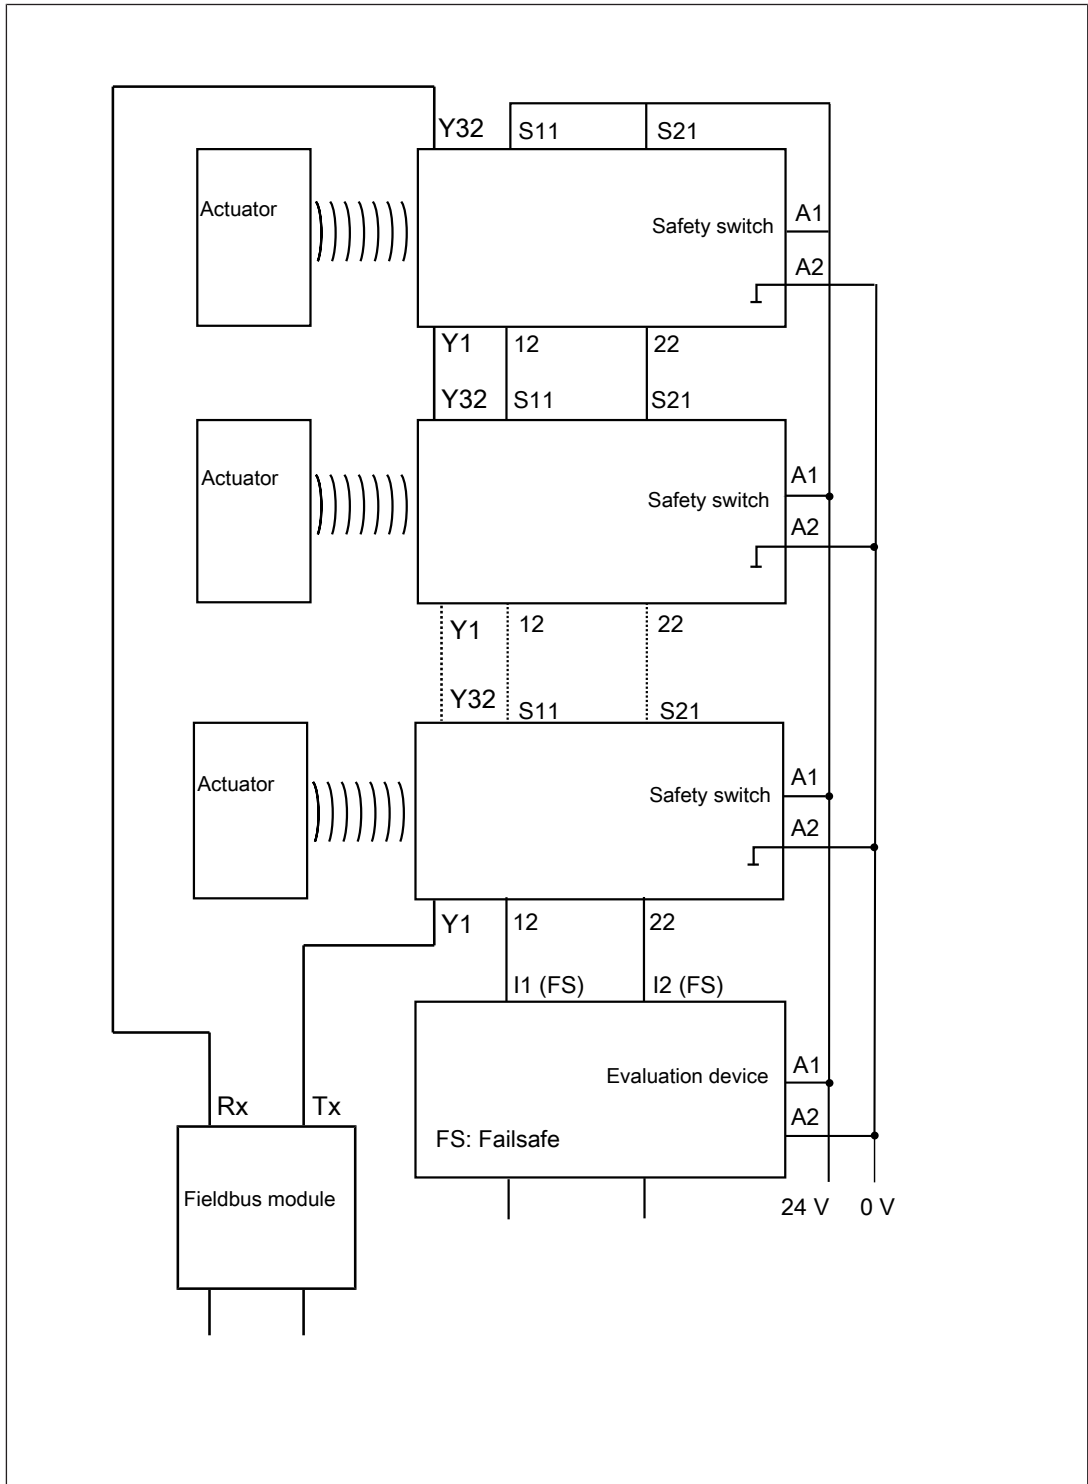 Y32 S11 S21
Actuator
Safety switch
A1
A2
Y1 12 22
Y32 S11 S21
Actuator
Safety switch
A1
A2
Y1 12 22
Y32 S11 S21
Actuator
Safety switch
A1
A2
Y1 12 22
I1 (FS) I2 (FS)
Evaluation device
A1
A2
FS: Failsafe
Rx Tx
Fieldbus module
24 V 0 V